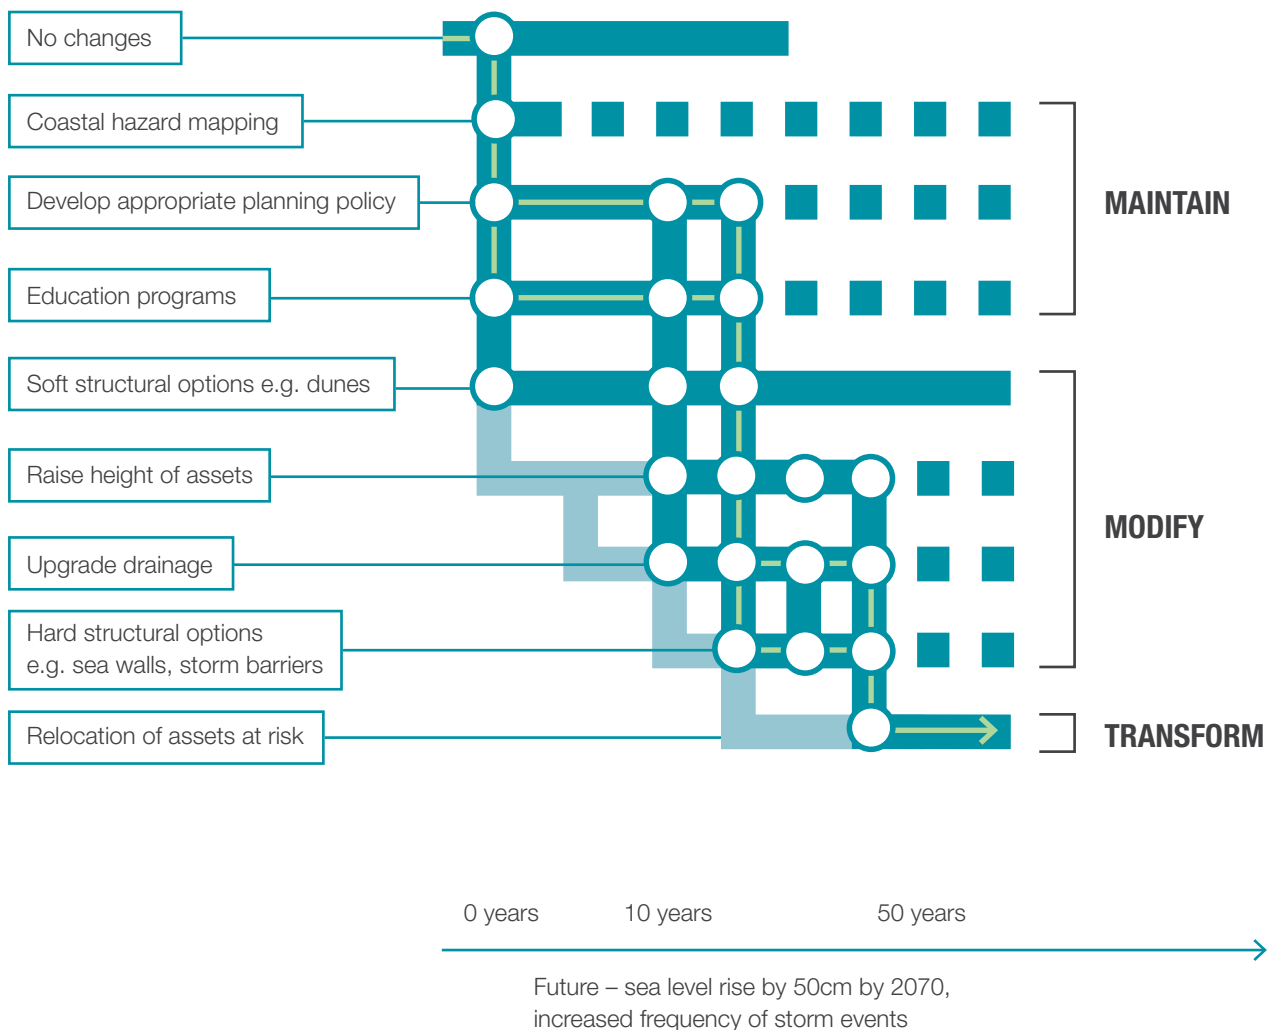 No changes
Coastal hazard mapping
Develop appropriate planning policy
Education programs
Soft structural options e.g. dunes
Raise height of assets
Upgrade drainage
Hard structural options
e.g. sea walls, storm barriers
Relocation of assets at risk
MAINTAIN
MODIFY
TRANSFORM
0 years
10 years
50 years
Future – sea level rise by 50cm by 2070,
increased frequency of storm events